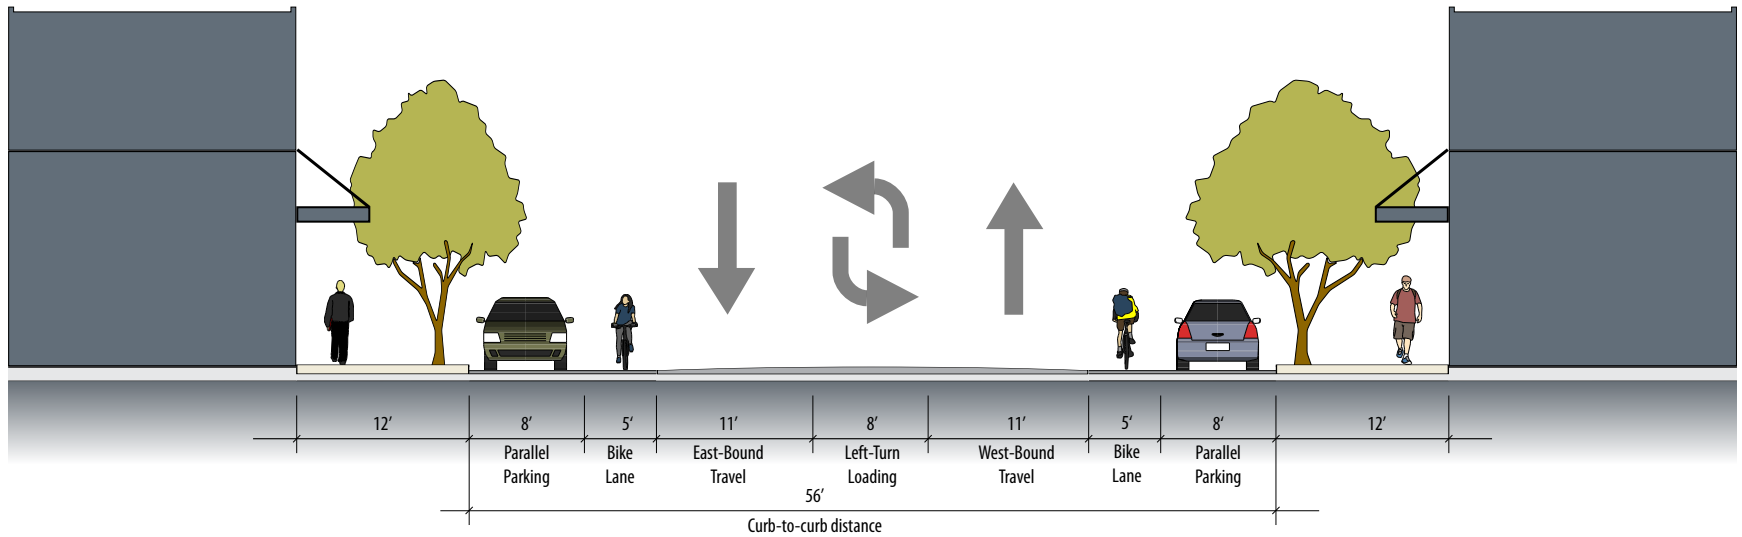 12’ 8’ 5‘ 11’ 8’ 11’ 5‘ 8’ 12’
Parallel Bike East-Bound Left-Turn West-Bound Bike Parallel
Parking Lane Travel Loading Travel Lane Parking
56’
Curb-to-curb distance